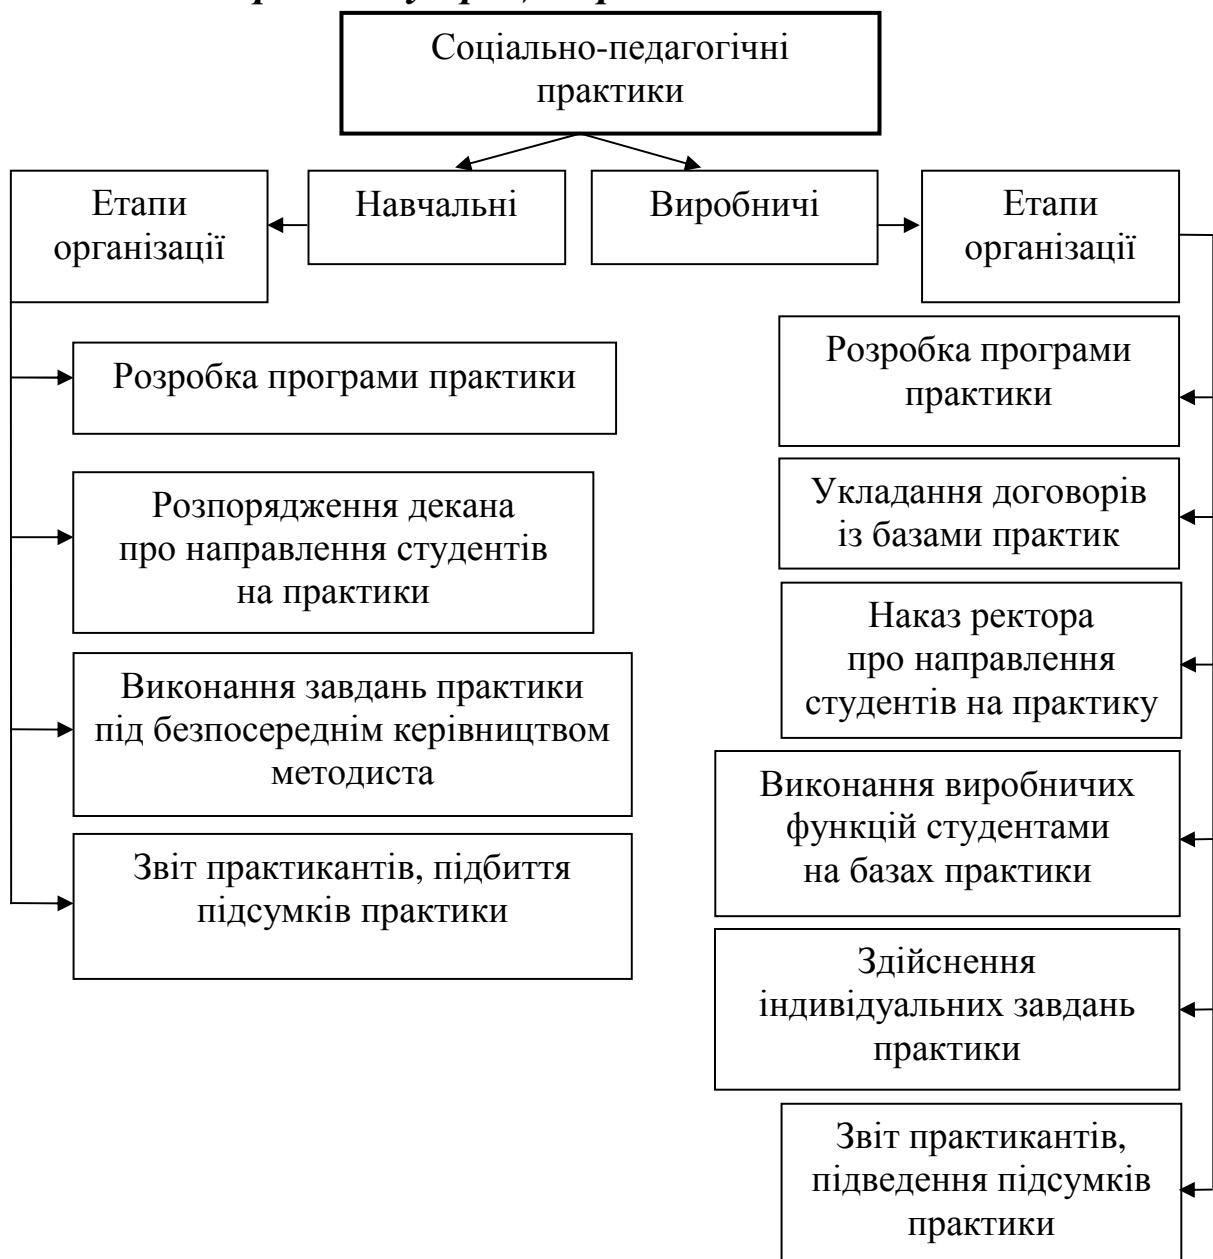 Соціально-педагогічні
практики
Етапи
організації
Навчальні
Виробничі
Етапи
організації
Розробка програми практики
Розпорядження декана
про направлення студентів
на практики
Виконання завдань практики
під безпосереднім керівництвом
методиста
Звіт практикантів, підбиття
підсумків практики
Розробка програми
практики
Укладання договорів
із базами практик
Наказ ректора
про направлення
студентів на практику
Виконання виробничих
функцій студентами
на базах практики
Здійснення
індивідуальних завдань
практики
Звіт практикантів,
підведення підсумків
практики